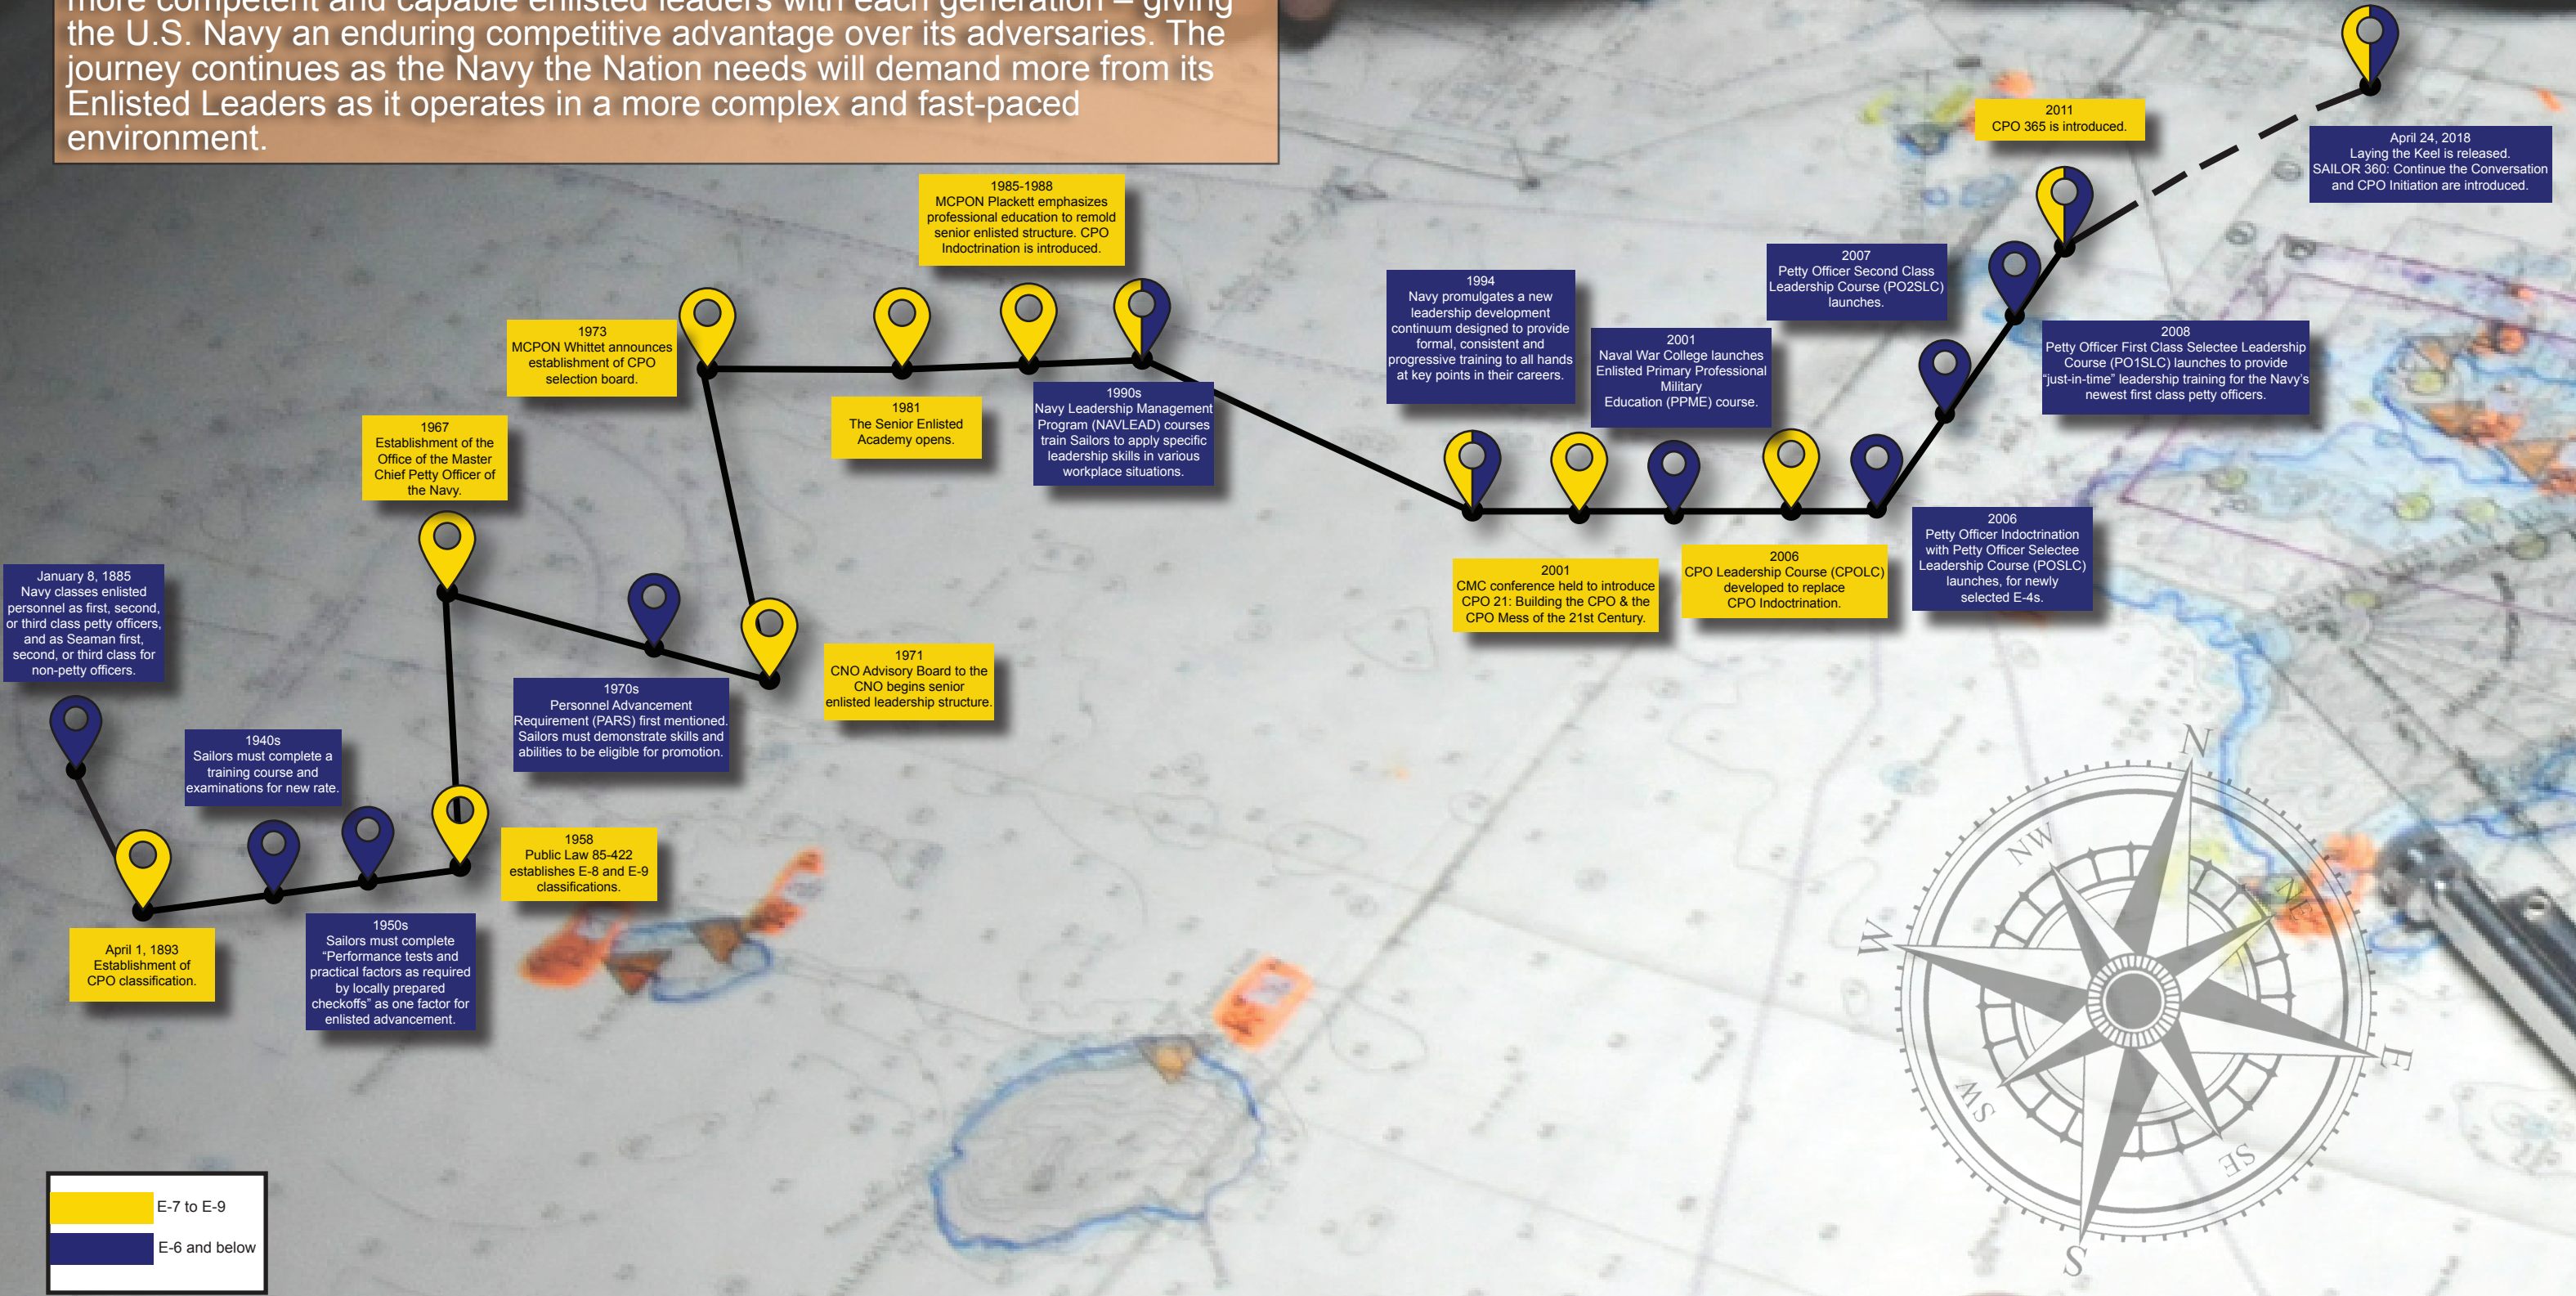 more competent and capable enlisted leaders with each generation – giving
the U.S. Navy an enduring competitive advantage over its adversaries. The
journey continues as the Navy the Nation needs will demand more from its
Enlisted Leaders as it operates in a more complex and fast-paced
environment.
January 8, 1885
Navy classes enlisted
personnel as first, second,
or third class petty officers,
and as Seaman first,
second, or third class for
non-petty officers.
April 1, 1893
Establishment of
CPO classification.
1940s
Sailors must complete a
training course and
examinations for new rate.
1950s
Sailors must complete
“Performance tests and
practical factors as required
by locally prepared
checkoffs” as one factor for
enlisted advancement.
1958
Public Law 85-422
establishes E-8 and E-9
classifications.
1967
Establishment of the
Office of the Master
Chief Petty Officer of
the Navy.
1970s
Personnel Advancement
Requirement (PARS) first mentioned.
Sailors must demonstrate skills and
abilities to be eligible for promotion.
1971
CNO Advisory Board to the
CNO begins senior
enlisted leadership structure.
1973
MCPON Whittet announces
establishment of CPO
selection board.
1981
The Senior Enlisted
Academy opens.
1985-1988
MCPON Plackett emphasizes
professional education to remold
senior enlisted structure. CPO
Indoctrination is introduced.
1990s
Navy Leadership Management
Program (NAVLEAD) courses
train Sailors to apply specific
leadership skills in various
workplace situations.
1994
Navy promulgates a new
leadership development
continuum designed to provide
formal, consistent and
progressive training to all hands
at key points in their careers.
2001
CMC conference held to introduce
CPO 21: Building the CPO & the
CPO Mess of the 21st Century.
2001
Naval War College launches
Enlisted Primary Professional
Military
Education (PPME) course.
2006
CPO Leadership Course (CPOLC)
developed to replace
CPO Indoctrination.
2006
Petty Officer Indoctrination
with Petty Officer Selectee
Leadership Course (POSLC)
launches, for newly
selected E-4s.
2007
Petty Officer Second Class
Leadership Course (PO2SLC)
launches.
2008
Petty Officer First Class Selectee Leadership
Course (PO1SLC) launches to provide
“just-in-time” leadership training for the Navy’s
newest first class petty officers.
2011
CPO 365 is introduced.
April 24, 2018
Laying the Keel is released.
SAILOR 360: Continue the Conversation
and CPO Initiation are introduced.
N
NW
NE
W
E
SW
SE
S
E-7 to E-9
E-6 and below